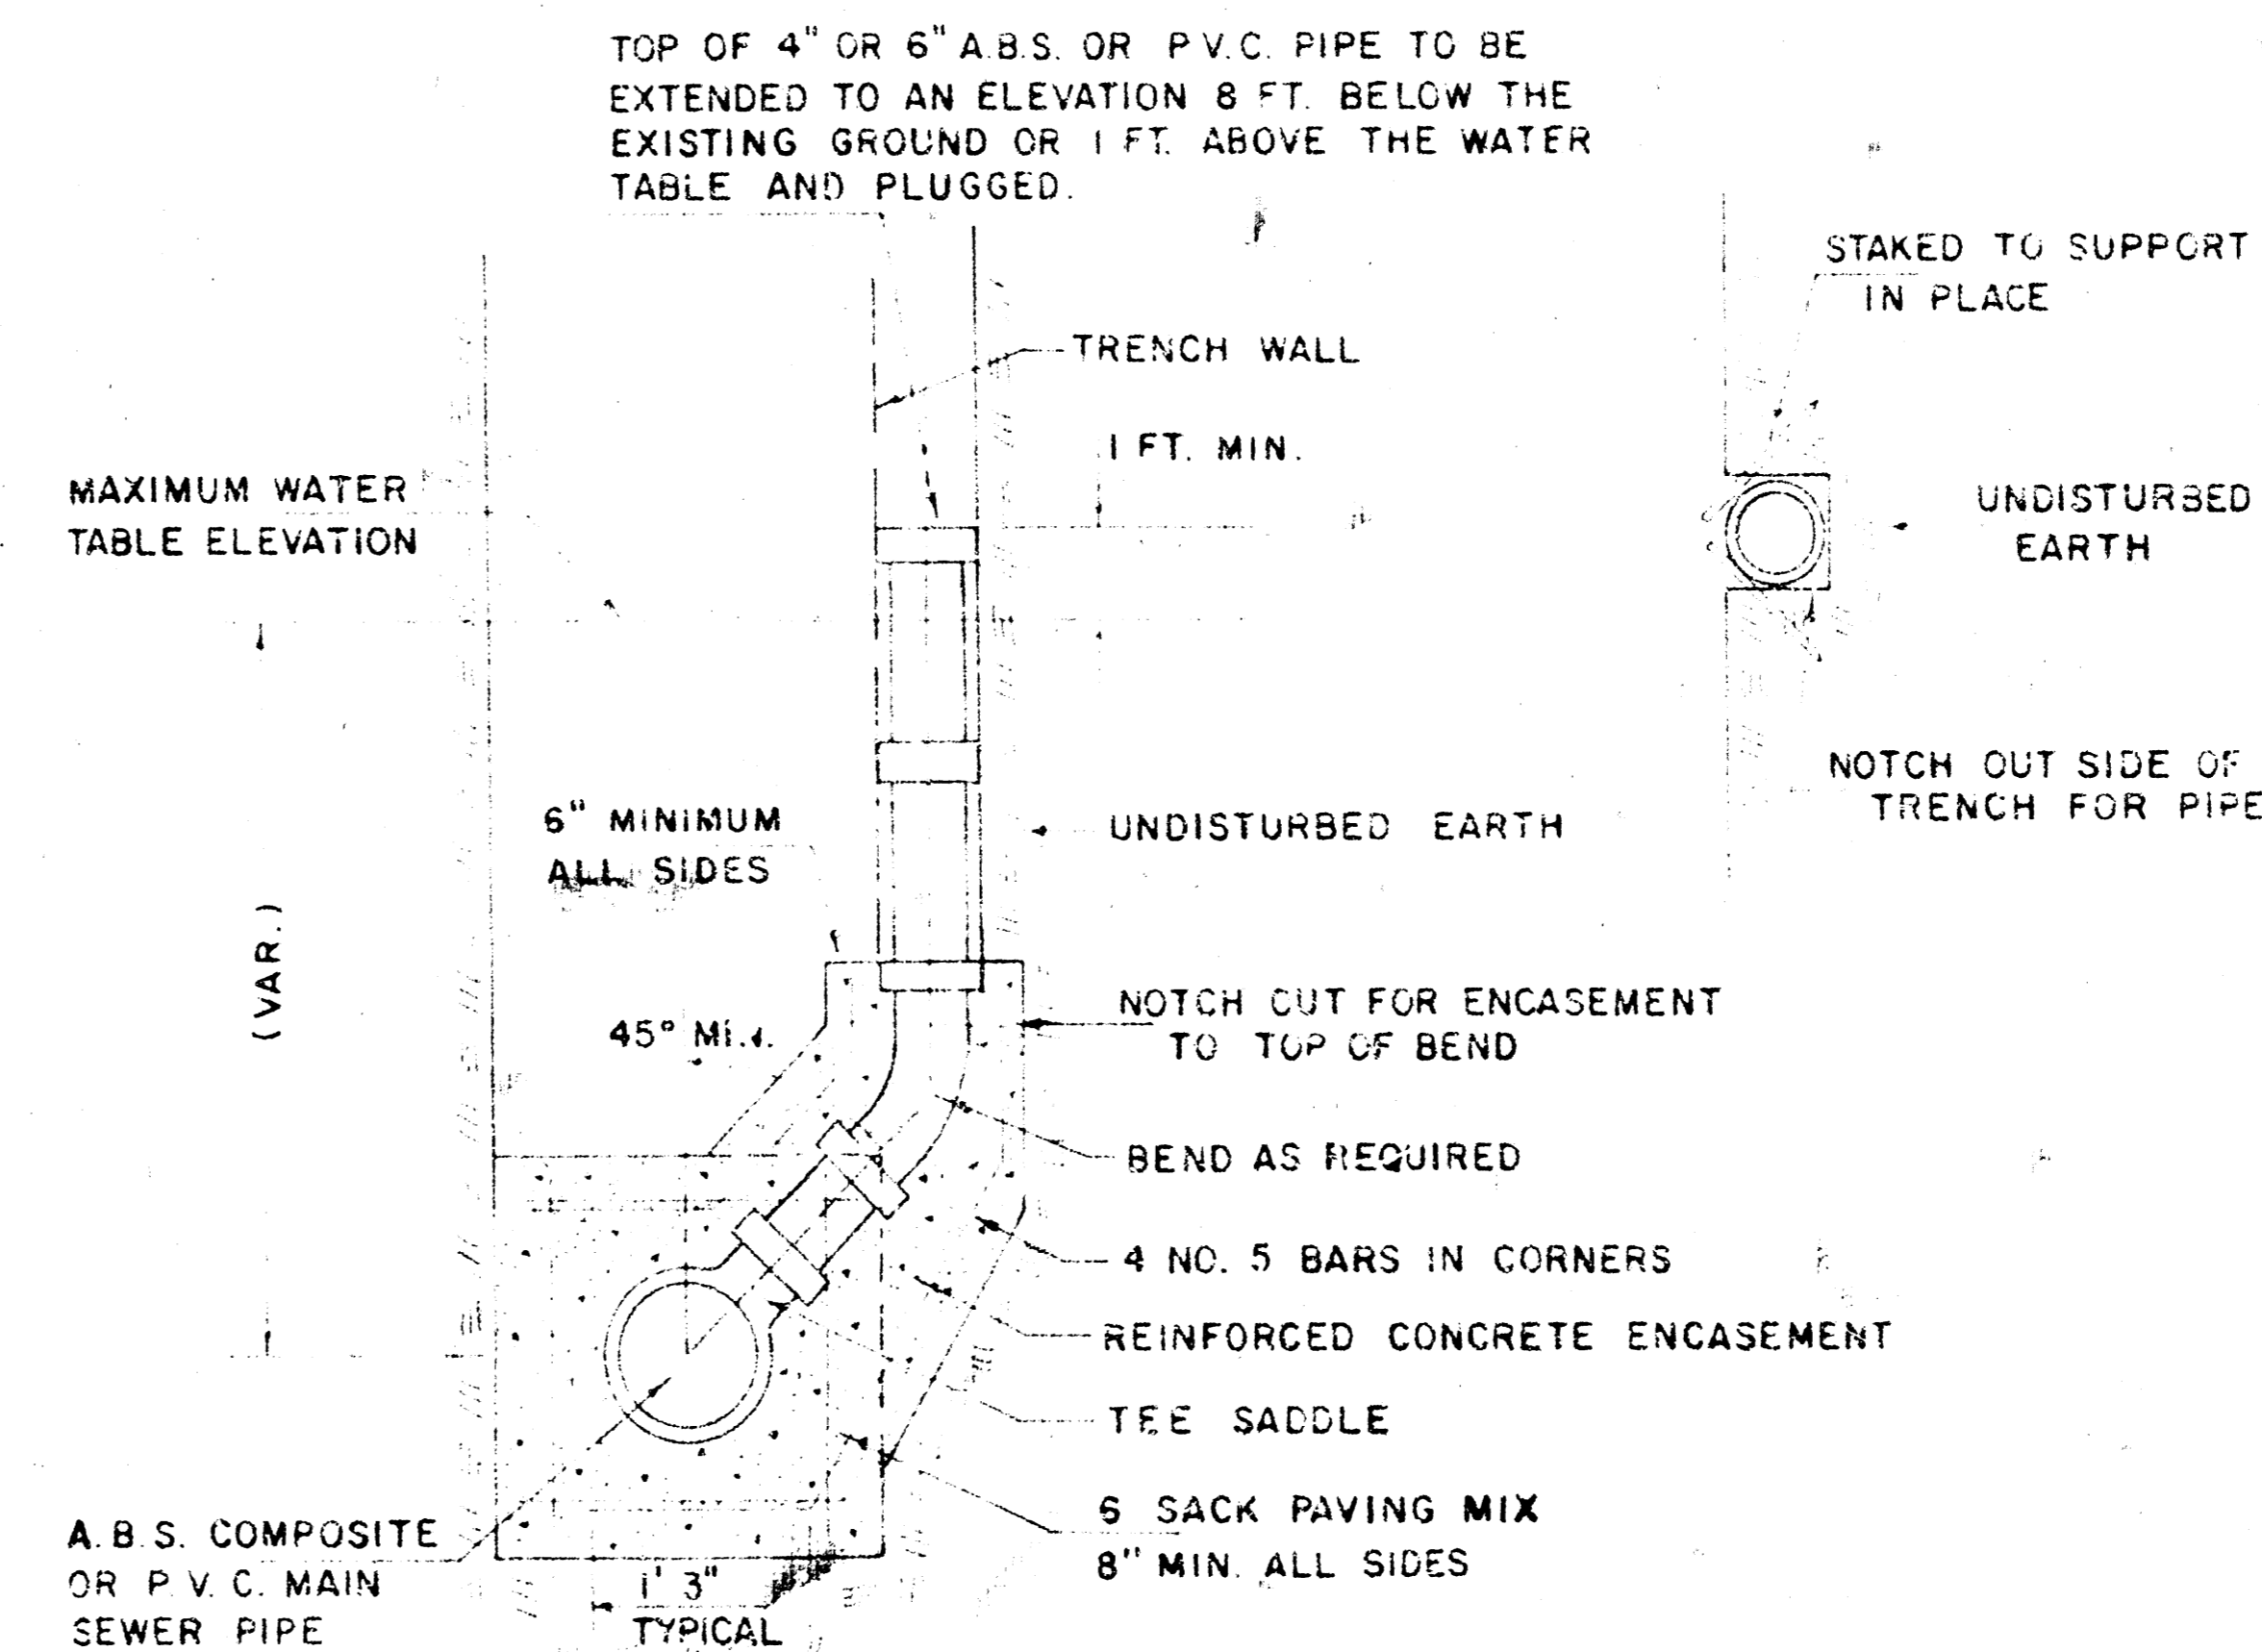 TOP OF 4" OR 6" A.B.S. OR P.V.C. PIPE TO BE
EXTENDED TO AN ELEVATION 8 FT. BELOW THE
EXISTING GROUND OR 1 FT. ABOVE THE WATER
TABLE AND PLUGGED.
STAKED TO SUPPORT
IN PLACE
TRENCH WALL
1 FT. MIN.
MAXIMUM WATER
TABLE ELEVATION
UNDISTURBED
EARTH
NOTCH OUT SIDE OF
TRENCH FOR PIPE
6" MINIMUM
ALL SIDES
UNDISTURBED EARTH
(VAR.)
45° MIN.
NOTCH CUT FOR ENCASEMENT
TO TOP OF BEND
BEND AS REQUIRED
4 NO. 5 BARS IN CORNERS
REINFORCED CONCRETE ENCASEMENT
TEE SADDLE
6 SACK PAVING MIX
8" MIN. ALL SIDES
A.B.S. COMPOSITE
OR P.V.C. MAIN
SEWER PIPE
1' 3"
TYPICAL